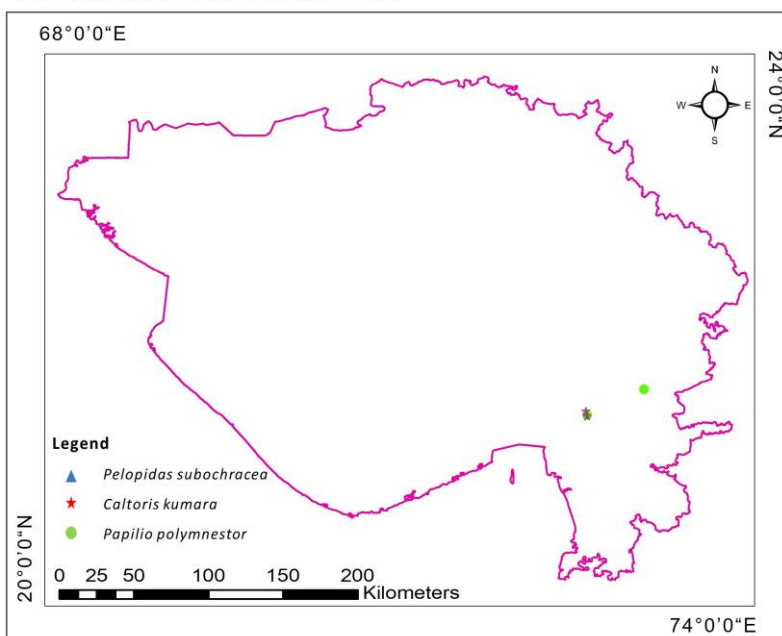 68°0'0"E
24°0'0"N
N
W E
S
Legend
Pelopidas subochracea
Caltoris kumara
Papilio polymnestor
20°0'0"N
0 25 50 100 150 200
Kilometers
74°0'0"E